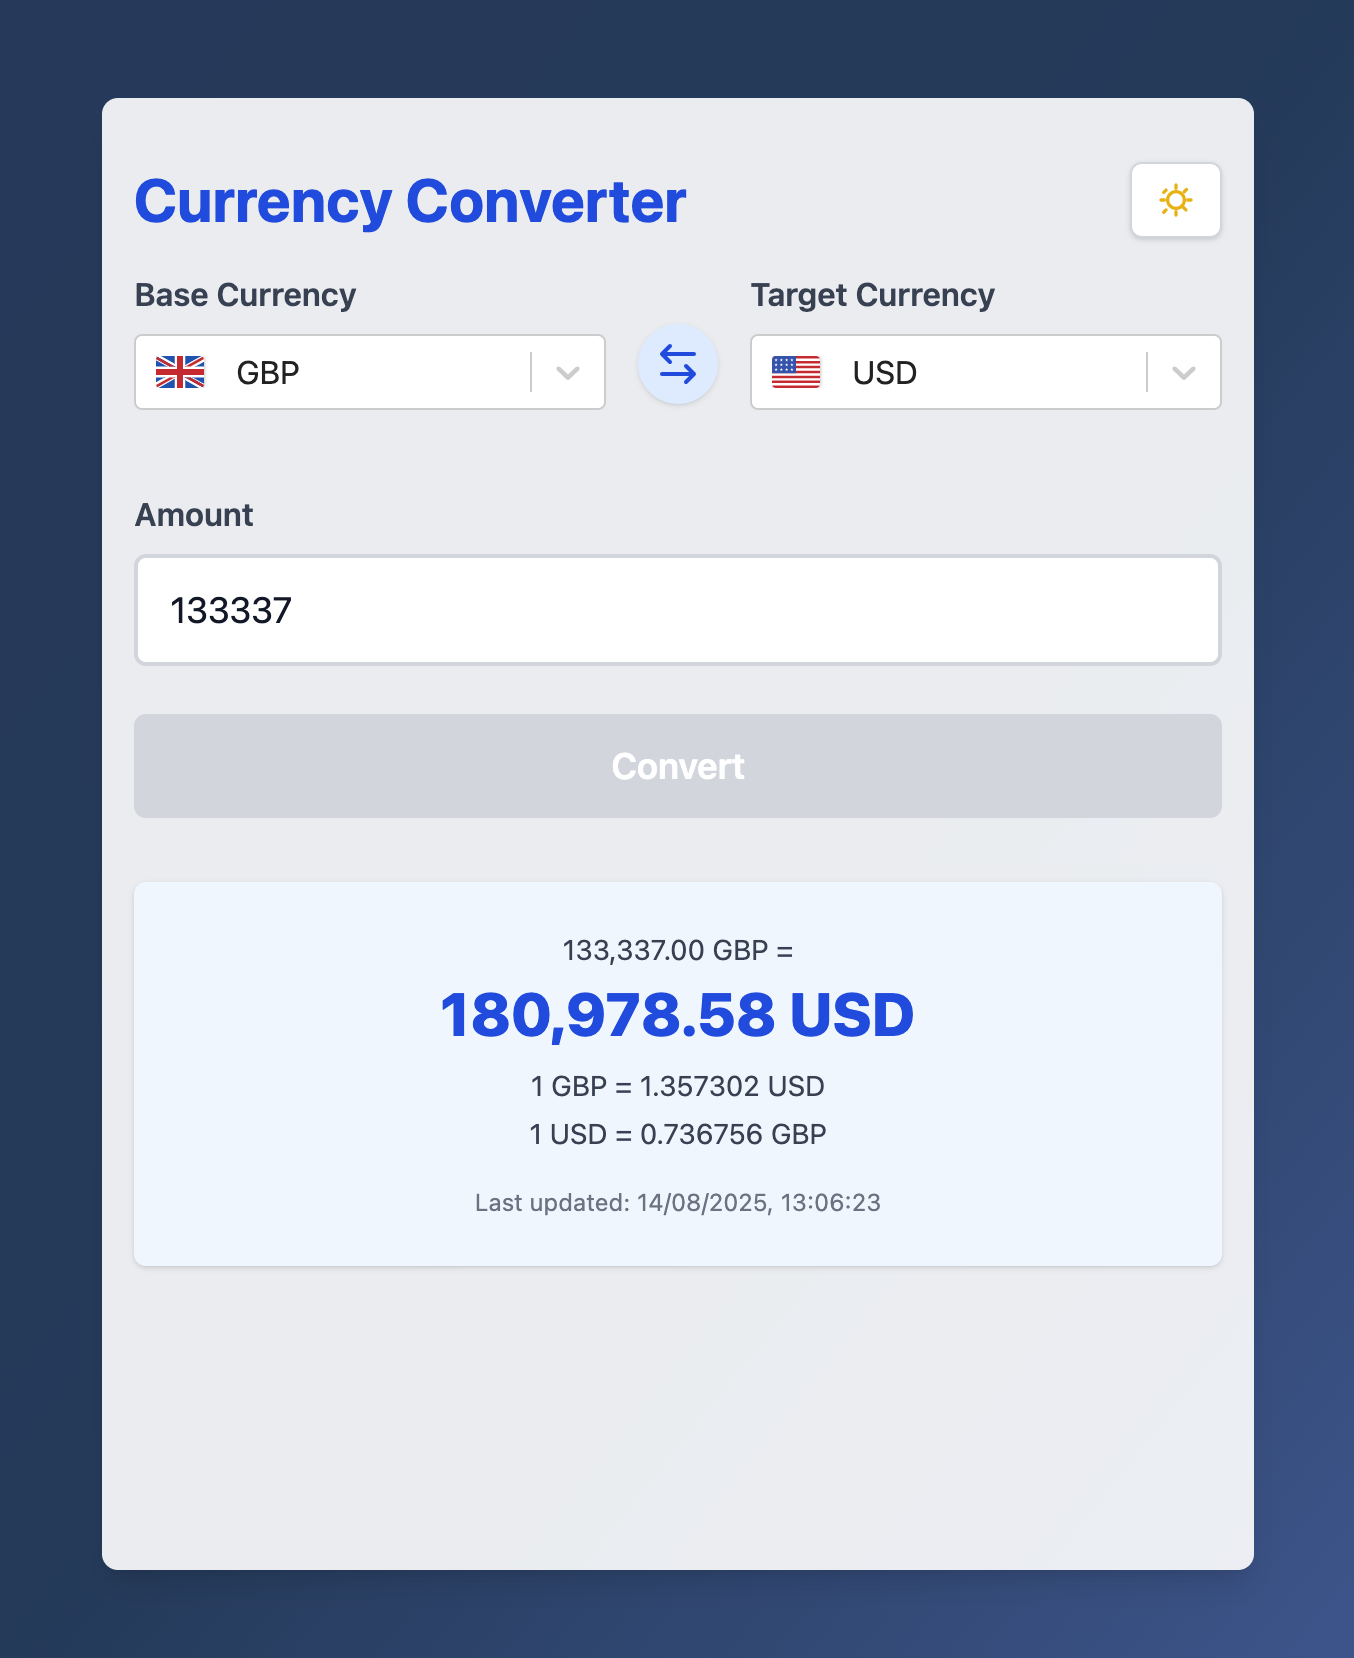 Currency Converter
Base Currency
Target Currency
GBP
USD
Amount
133337
Convert
133,337.00 GBP =
180,978.58 USD
1 GBP = 1.357302 USD
1 USD = 0.736756 GBP
Last updated: 14/08/2025, 13:06:23